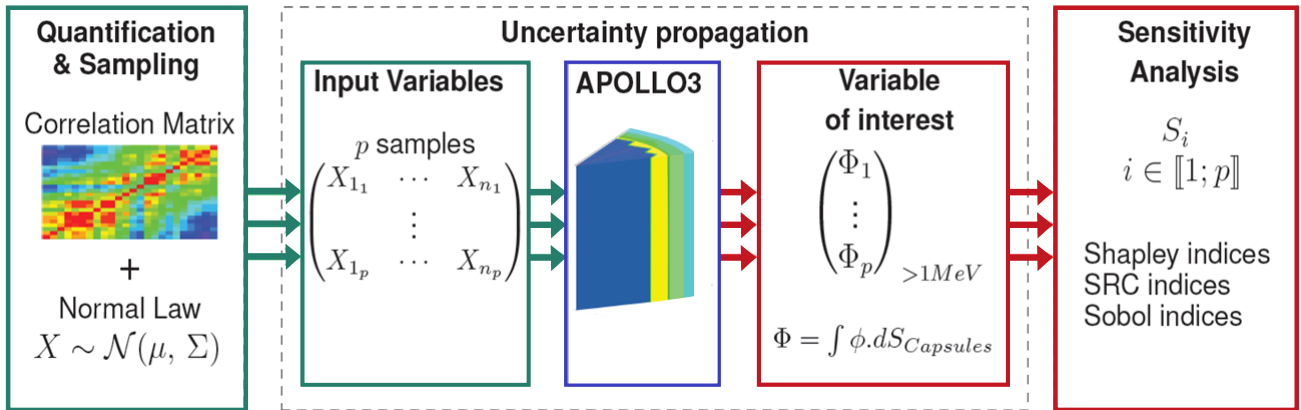 Quantification
& Sampling
Correlation Matrix
+
Normal Law
X ∼ 𝒩(μ, Σ)
Uncertainty propagation
Input Variables
p samples
X_{1_1} ⋯ X_{n_1}
⋮
X_{1_p} ⋯ X_{n_p}
APOLLO3
Variable
of interest
Φ_1
⋮
Φ_p
>1MeV
Φ = ∫ ϕ.dS_{Capsules}
Sensitivity
Analysis
S_i
i ∈ ⟦1; p⟧
Shapley indices
SRC indices
Sobol indices